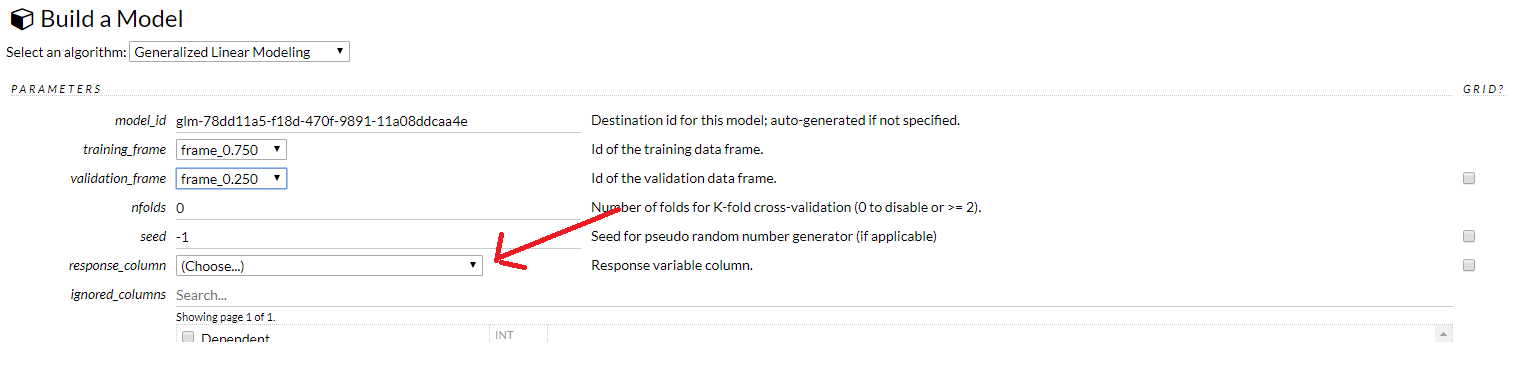 Build a Model
Select an algorithm: Generalized Linear Modeling
PARAMETERS GRID?
model_id glm-78dd11a5-f18d-470f-9891-11a08ddcaa4e Destination id for this model; auto-generated if not specified.
training_frame frame_0.750 Id of the training data frame.
validation_frame frame_0.250 Id of the validation data frame.
nfolds 0 Number of folds for K-fold cross-validation (0 to disable or >= 2).
seed -1 Seed for pseudo random number generator (if applicable)
response_column (Choose...) Response variable column.
ignored_columns Search...
Showing page 1 of 1.
Dependent INT